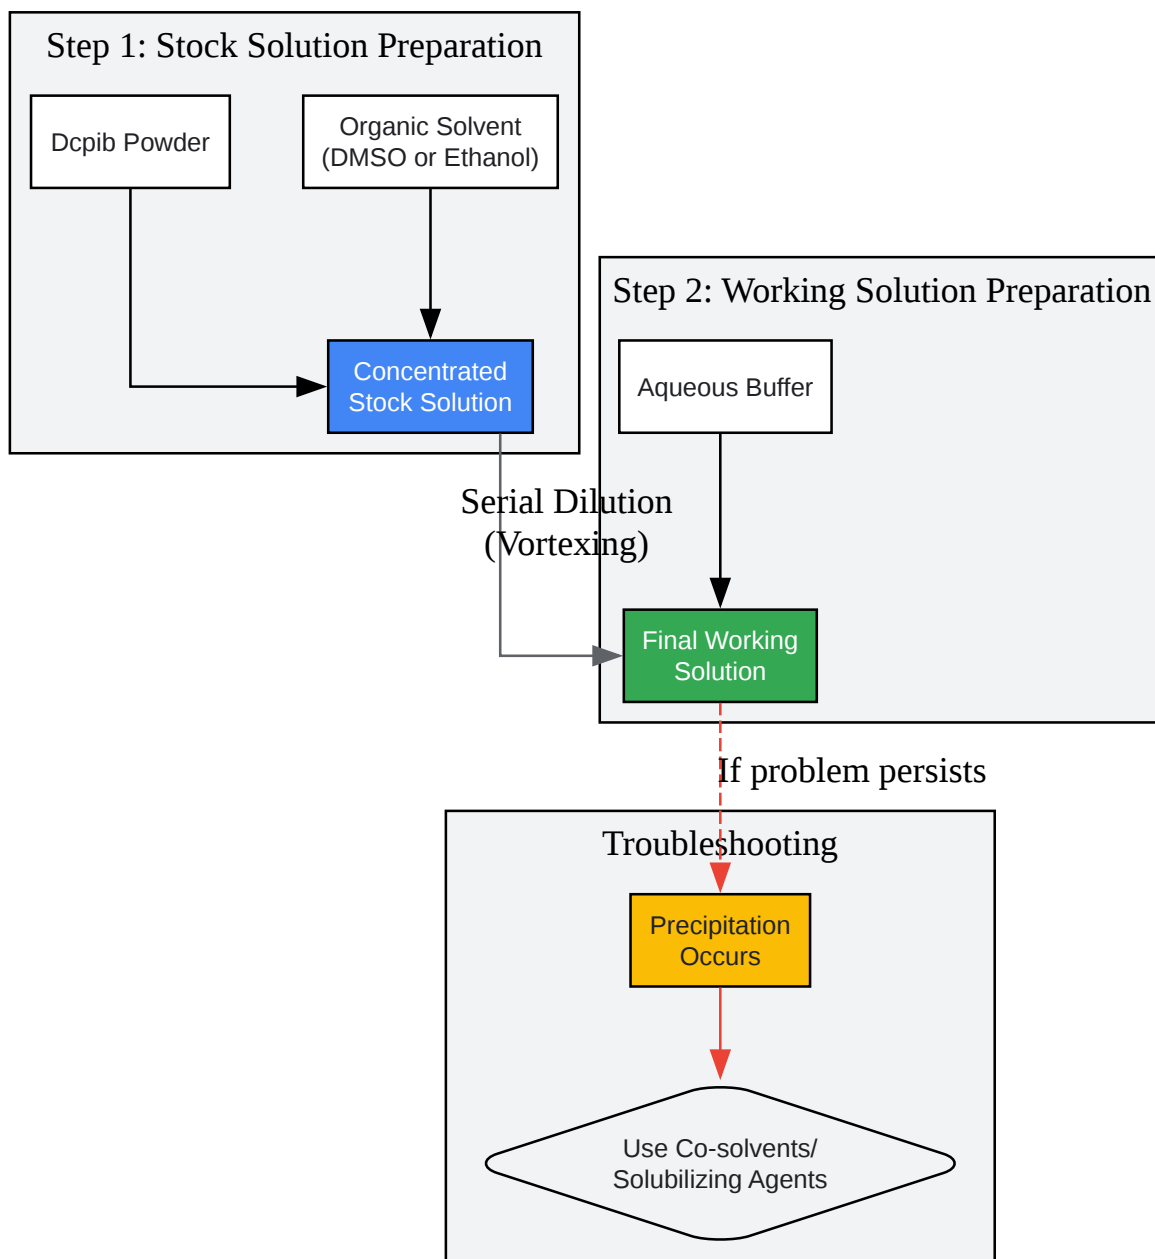 Step 1: Stock Solution Preparation
Dcpib Powder
Organic Solvent
(DMSO or Ethanol)
Concentrated
Stock Solution
Step 2: Working Solution Preparation
Aqueous Buffer
Serial Dilution
(Vortexing)
Final Working
Solution
If problem persists
Troubleshooting
Precipitation
Occurs
Use Co-solvents/
Solubilizing Agents